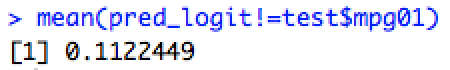 > mean(pred_logit!=test$mpg01)
[1] 0.1122449